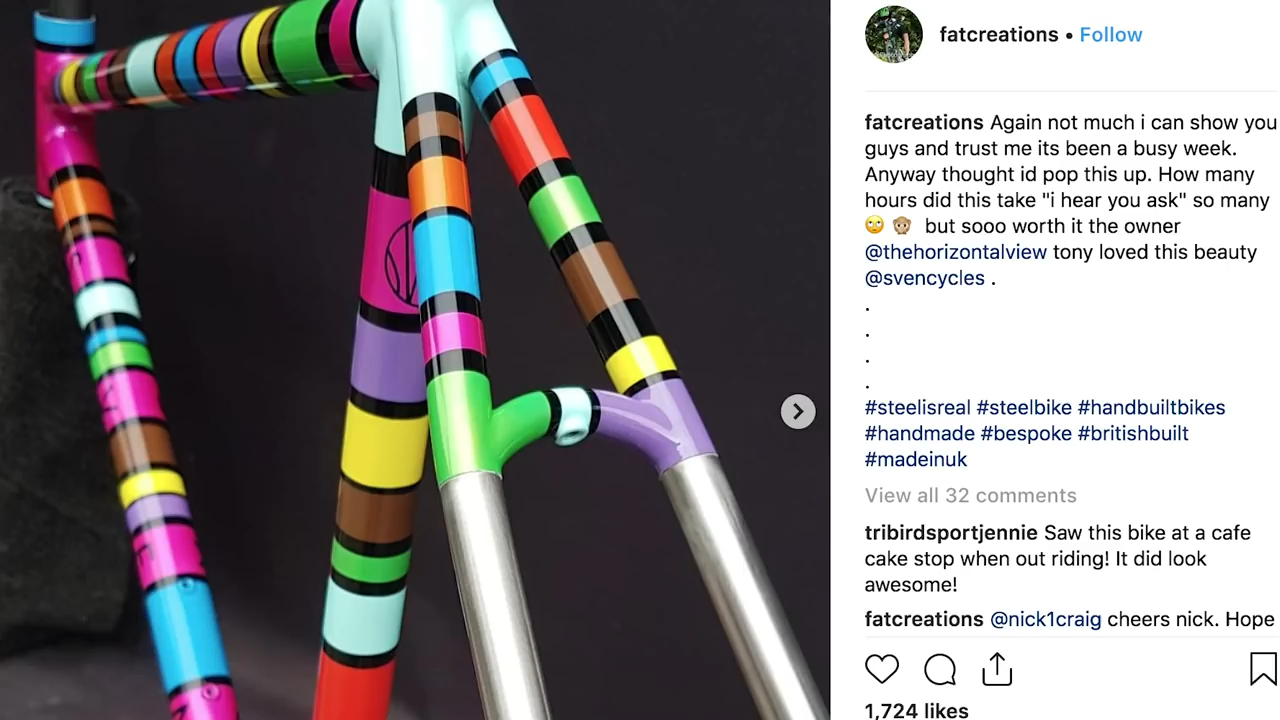 fatcreations • Follow
fatcreations Again not much i can show you
guys and trust me its been a busy week.
Anyway thought id pop this up. How many
hours did this take "i hear you ask" so many
🙄 🙊 but sooo worth it the owner
@thehorizontalview tony loved this beauty
@svencycles .
.
.
.
.
#steelisreal #steelbike #handbuiltbikes
#handmade #bespoke #britishbuilt
#madeinuk
View all 32 comments
tribirdsportjennie Saw this bike at a cafe
cake stop when out riding! It did look
awesome!
fatcreations @nick1craig cheers nick. Hope
1,724 likes